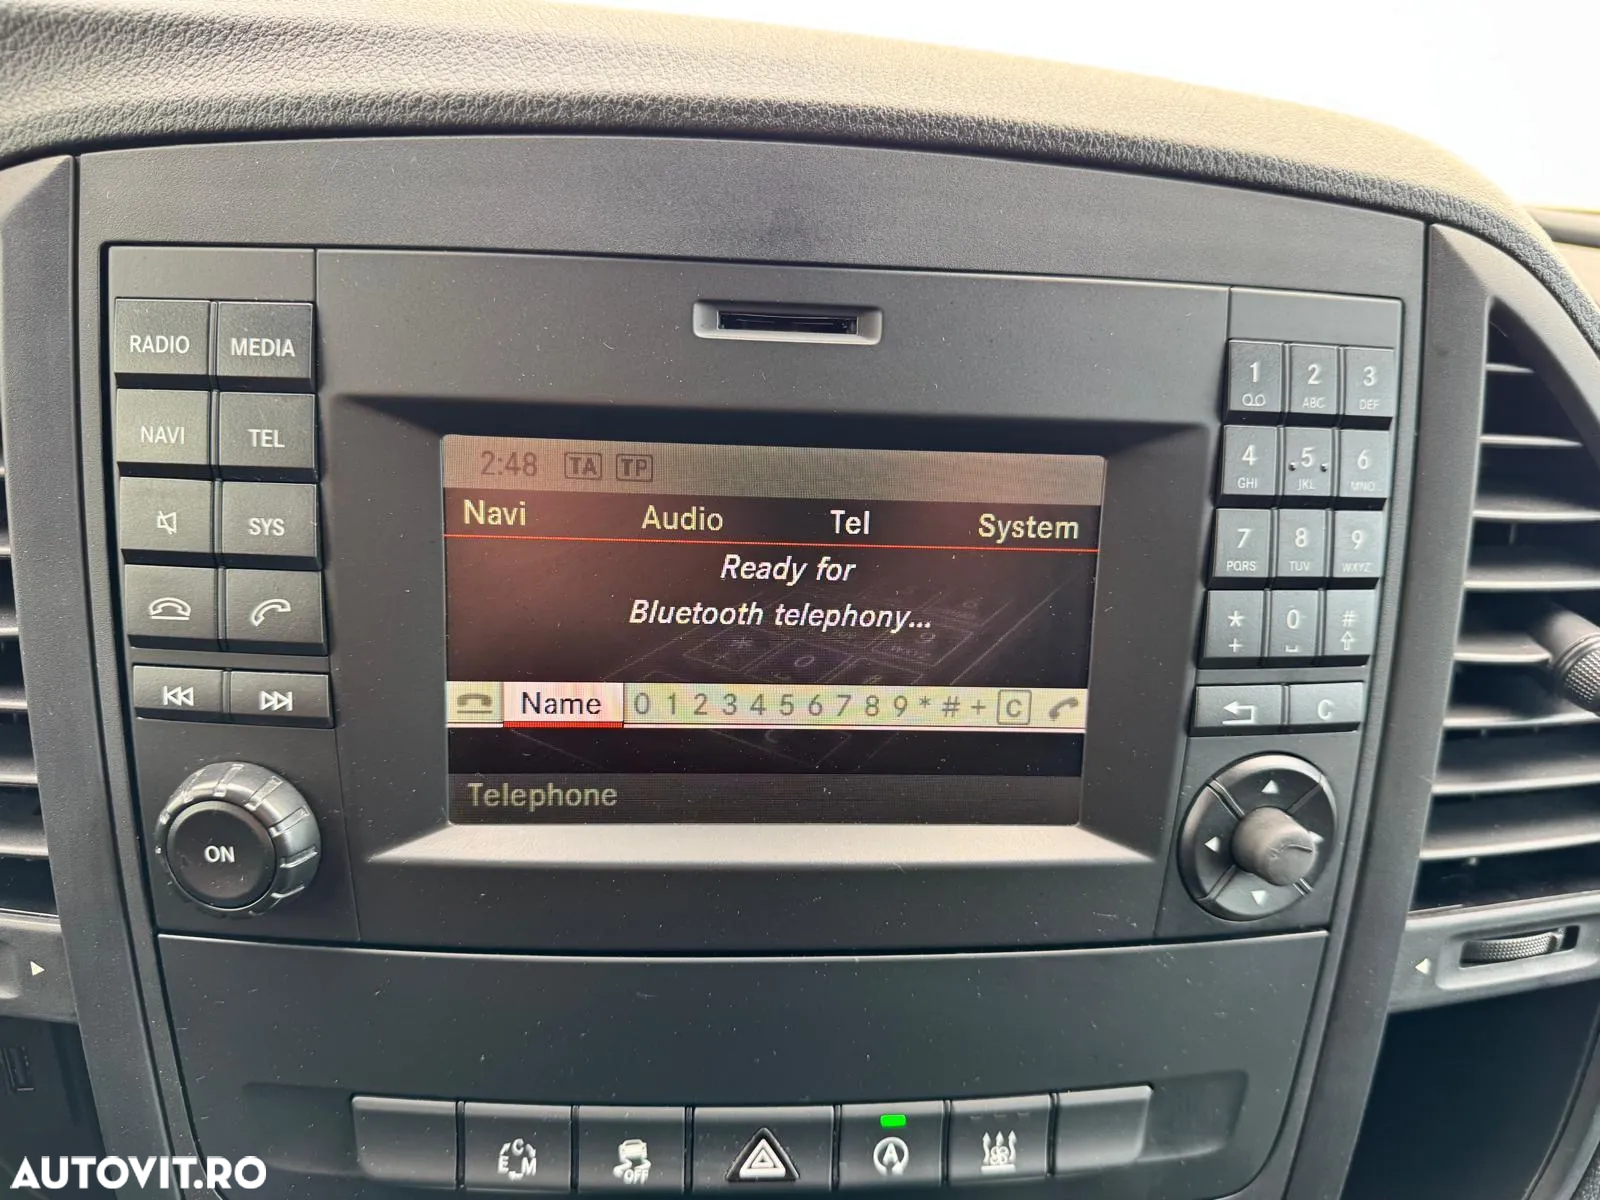 RADIO MEDIA
NAVI TEL
SYS
ON
2:48 TA TP
Navi Audio Tel System
Ready for
Bluetooth telephony...
Name 0 1 2 3 4 5 6 7 8 9 * # + C
Telephone
1 2 3
ABC DEF
4 5 6
GHI JKL MNO
7 8 9
PQRS TUV WXYZ
* 0 #
+
C
C
E M
OFF
A
AUTOVIT.RO